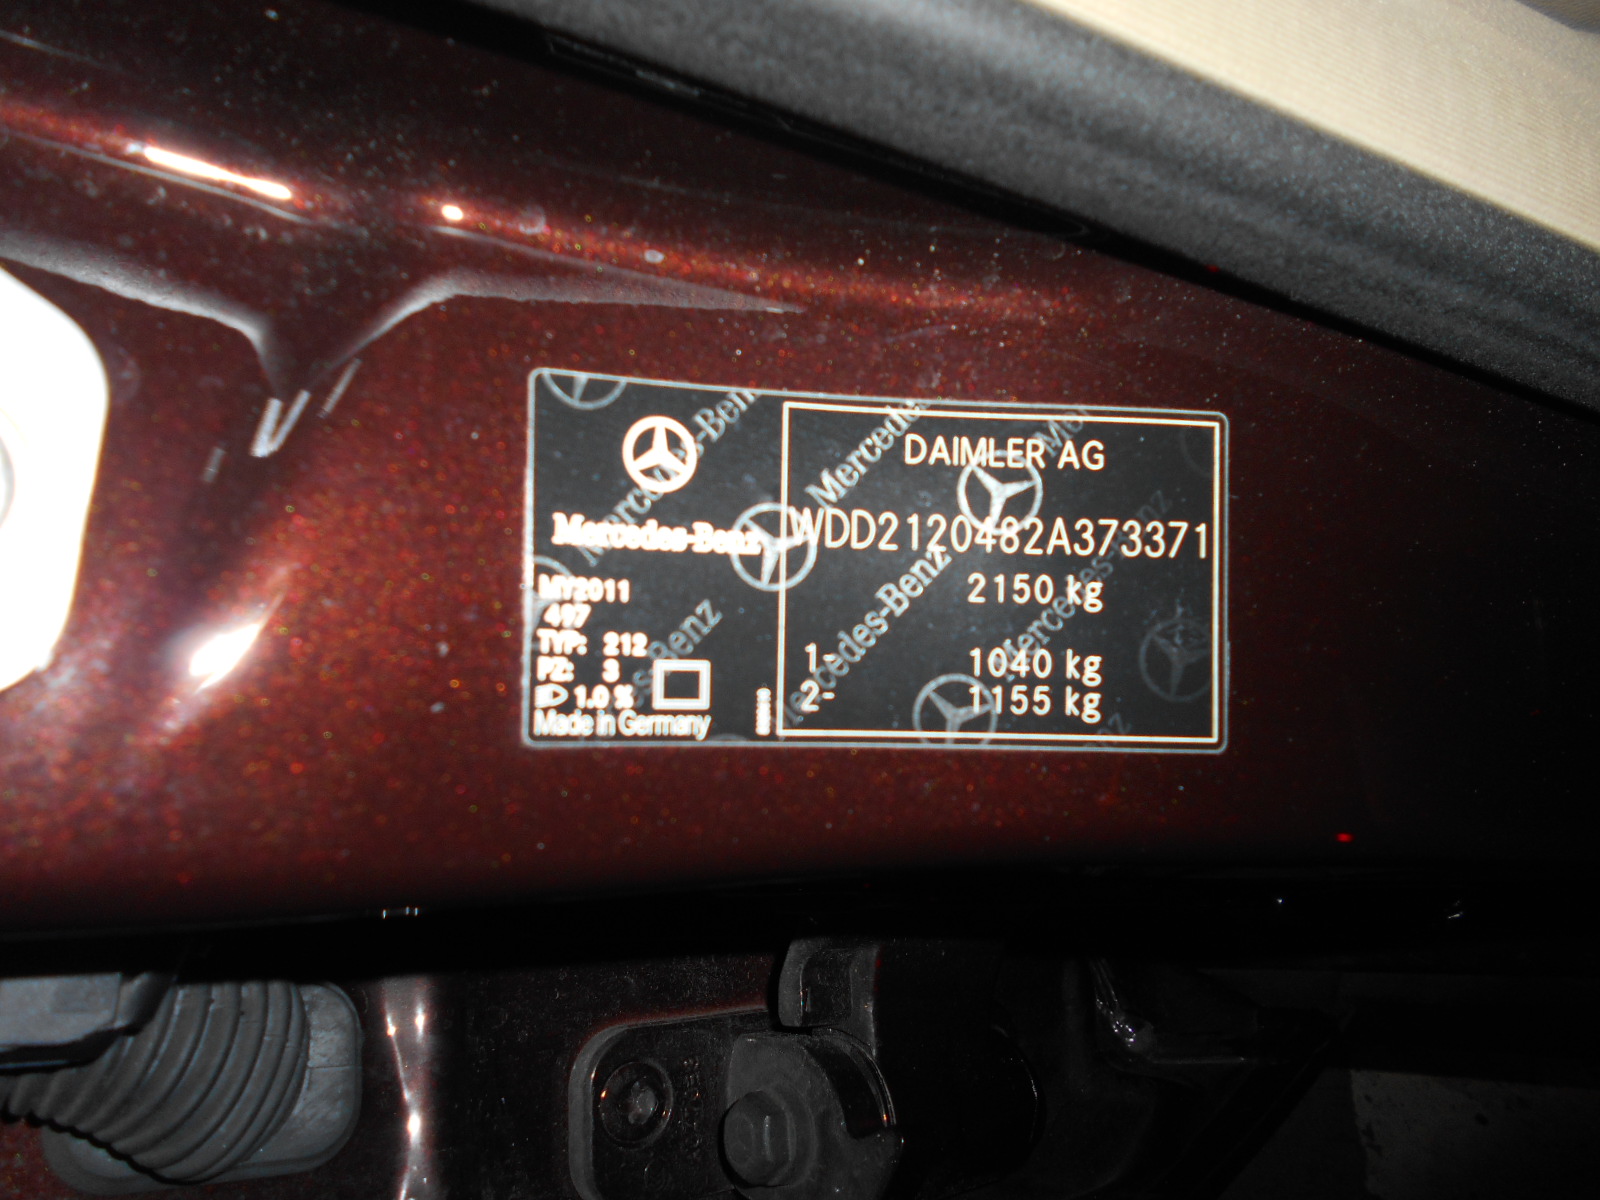 Mercedes-Benz
MY2011
497
TYP: 212
PZ: 3
1.0 %
Made in Germany
DAIMLER AG
WDD2120482A373371
2150 kg
1- 1040 kg
2- 1155 kg